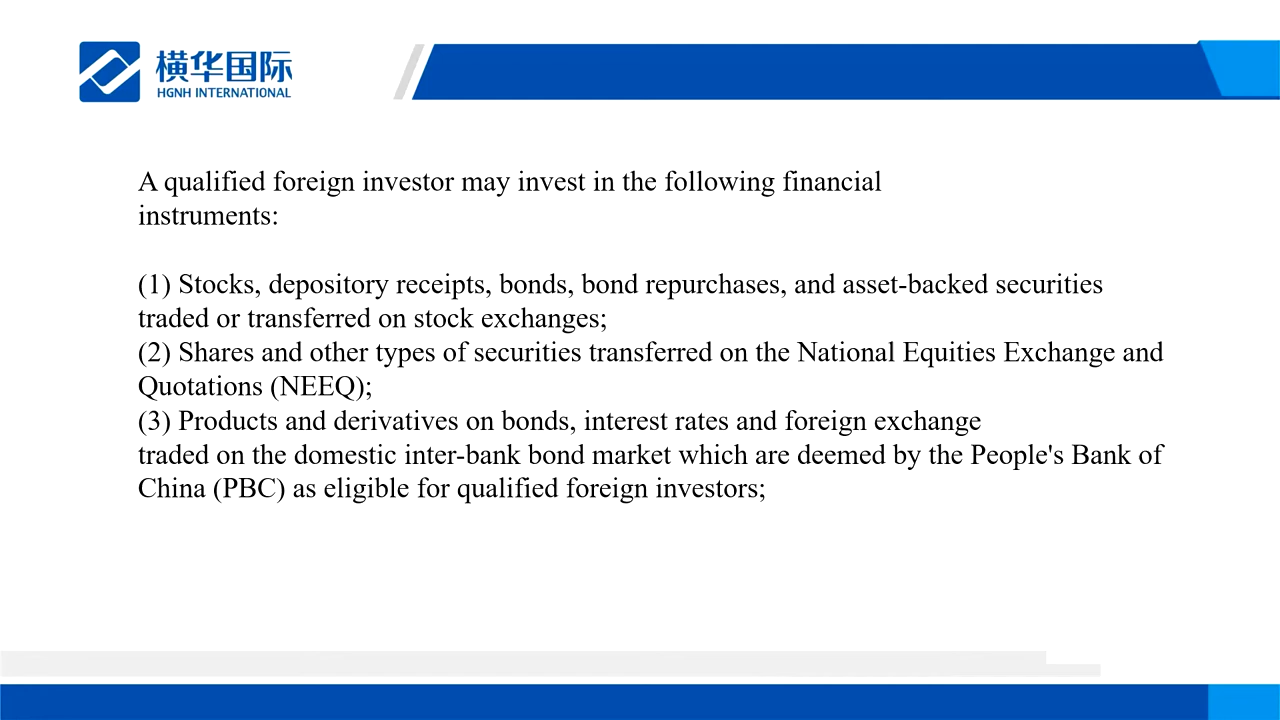 横华国际
HGNH INTERNATIONAL
A qualified foreign investor may invest in the following financial
instruments:
(1) Stocks, depository receipts, bonds, bond repurchases, and asset-backed securities
traded or transferred on stock exchanges;
(2) Shares and other types of securities transferred on the National Equities Exchange and
Quotations (NEEQ);
(3) Products and derivatives on bonds, interest rates and foreign exchange
traded on the domestic inter-bank bond market which are deemed by the People's Bank of
China (PBC) as eligible for qualified foreign investors;